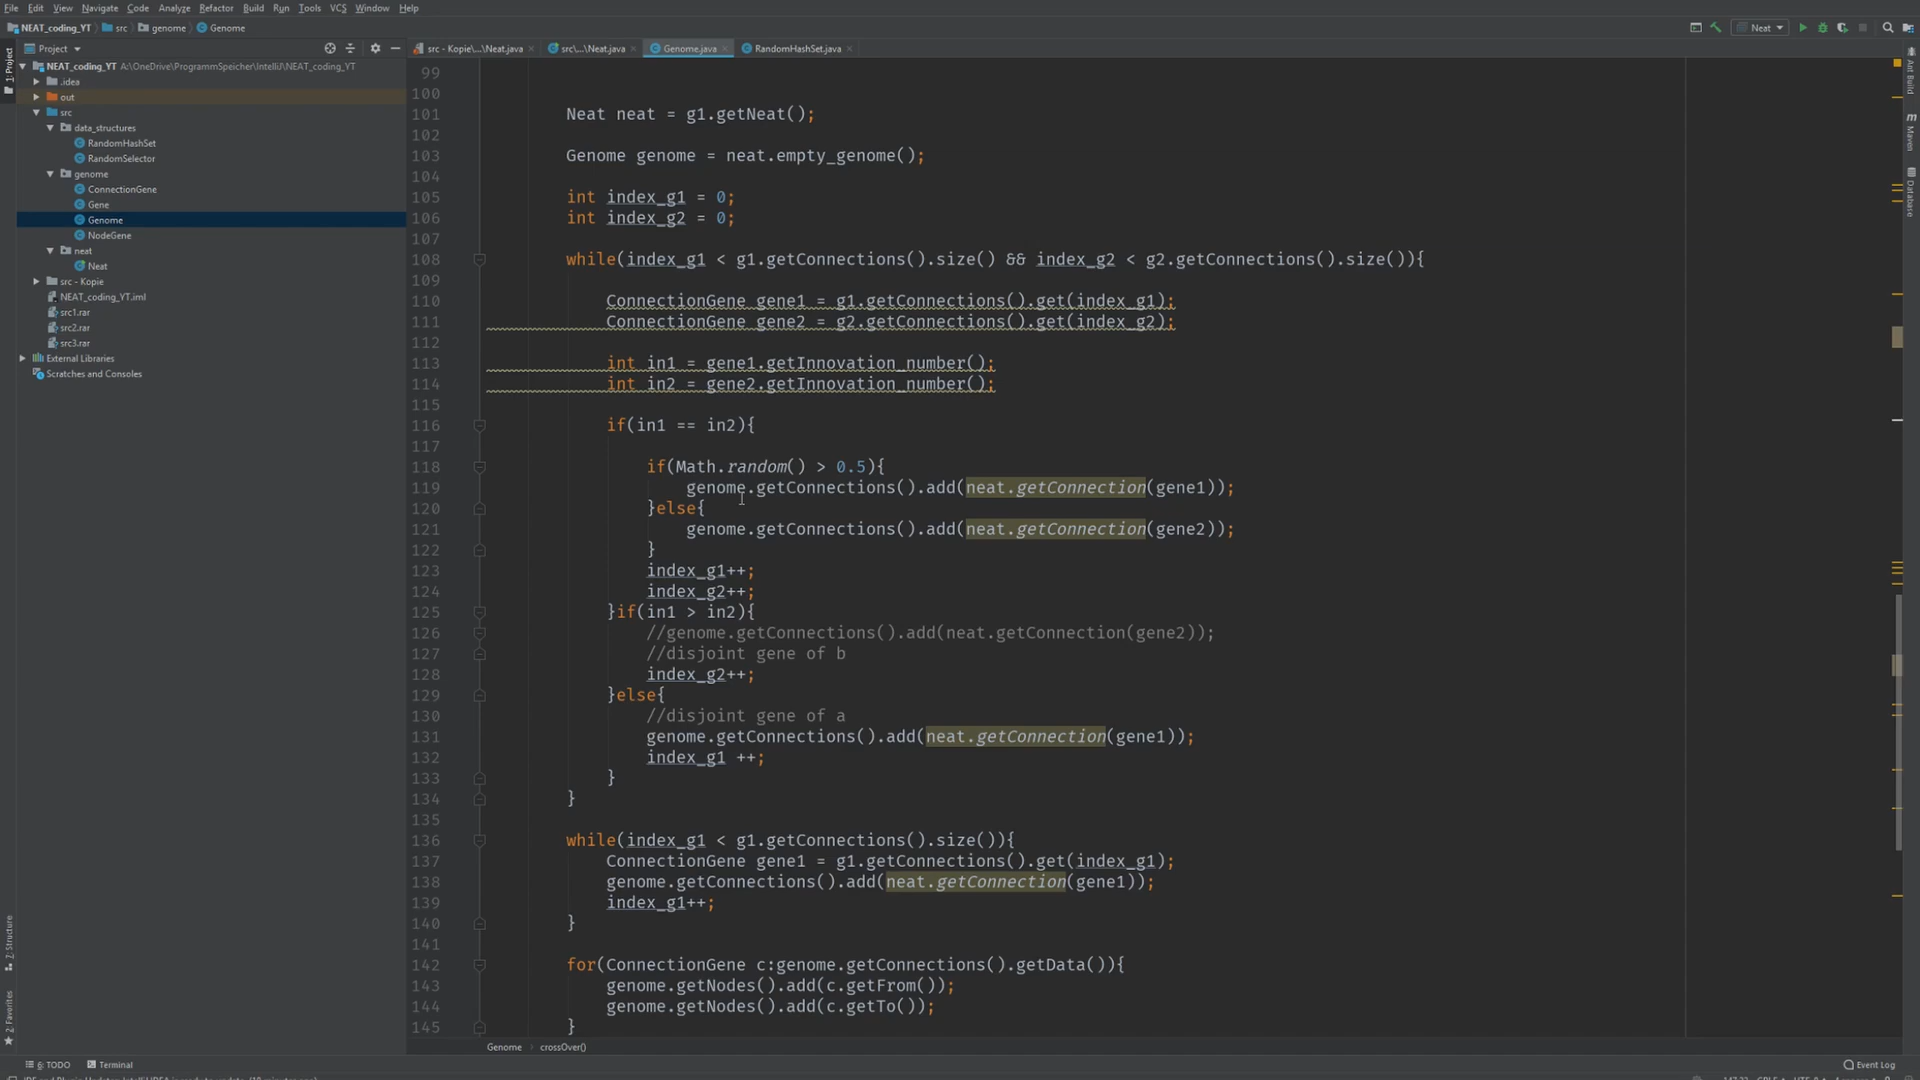 File Edit View Navigate Code Analyze Refactor Build Run Tools VCS Window Help
NEAT_coding_YT src genome Genome
Neat
Project
src - Kopie\...\Neat.java
src\...\Neat.java
Genome.java
RandomHashSet.java
NEAT_coding_YT A:\OneDrive\ProgrammSpeicher\IntelliJ\NEAT_coding_YT
.idea
out
src
data_structures
RandomHashSet
RandomSelector
genome
ConnectionGene
Gene
Genome
NodeGene
neat
Neat
src - Kopie
NEAT_coding_YT.iml
src1.rar
src2.rar
src3.rar
External Libraries
Scratches and Consoles
1: Project
7: Structure
2: Favorites
99
100
101 Neat neat = g1.getNeat();
102
103 Genome genome = neat.empty_genome();
104
105 int index_g1 = 0;
106 int index_g2 = 0;
107
108 while(index_g1 < g1.getConnections().size() && index_g2 < g2.getConnections().size()){
109
110 ConnectionGene gene1 = g1.getConnections().get(index_g1);
111 ConnectionGene gene2 = g2.getConnections().get(index_g2);
112
113 int in1 = gene1.getInnovation_number();
114 int in2 = gene2.getInnovation_number();
115
116 if(in1 == in2){
117
118 if(Math.random() > 0.5){
119 genome.getConnections().add(neat.getConnection(gene1));
120 }else{
121 genome.getConnections().add(neat.getConnection(gene2));
122 }
123 index_g1++;
124 index_g2++;
125 }if(in1 > in2){
126 //genome.getConnections().add(neat.getConnection(gene2));
127 //disjoint gene of b
128 index_g2++;
129 }else{
130 //disjoint gene of a
131 genome.getConnections().add(neat.getConnection(gene1));
132 index_g1 ++;
133 }
134 }
135
136 while(index_g1 < g1.getConnections().size()){
137 ConnectionGene gene1 = g1.getConnections().get(index_g1);
138 genome.getConnections().add(neat.getConnection(gene1));
139 index_g1++;
140 }
141
142 for(ConnectionGene c:genome.getConnections().getData()){
143 genome.getNodes().add(c.getFrom());
144 genome.getNodes().add(c.getTo());
145 }
Genome crossOver()
Ant Build
Maven
Database
6: TODO Terminal
Event Log